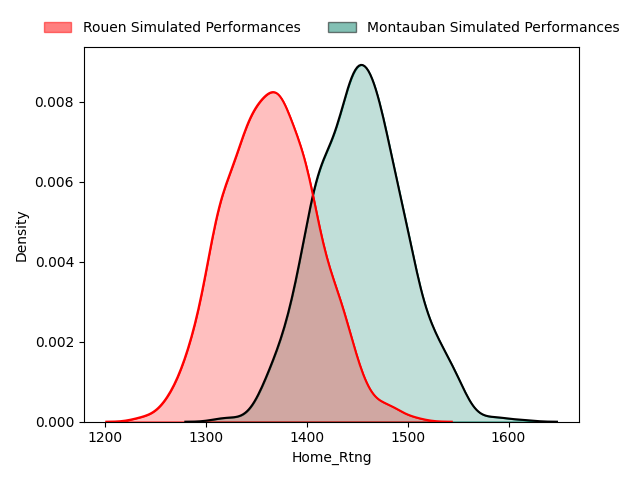 Rouen Simulated Performances Montauban Simulated Performances
0.008
0.006
0.004
0.002
0.000
Density
1200 1300 1400 1500 1600
Home_Rtng